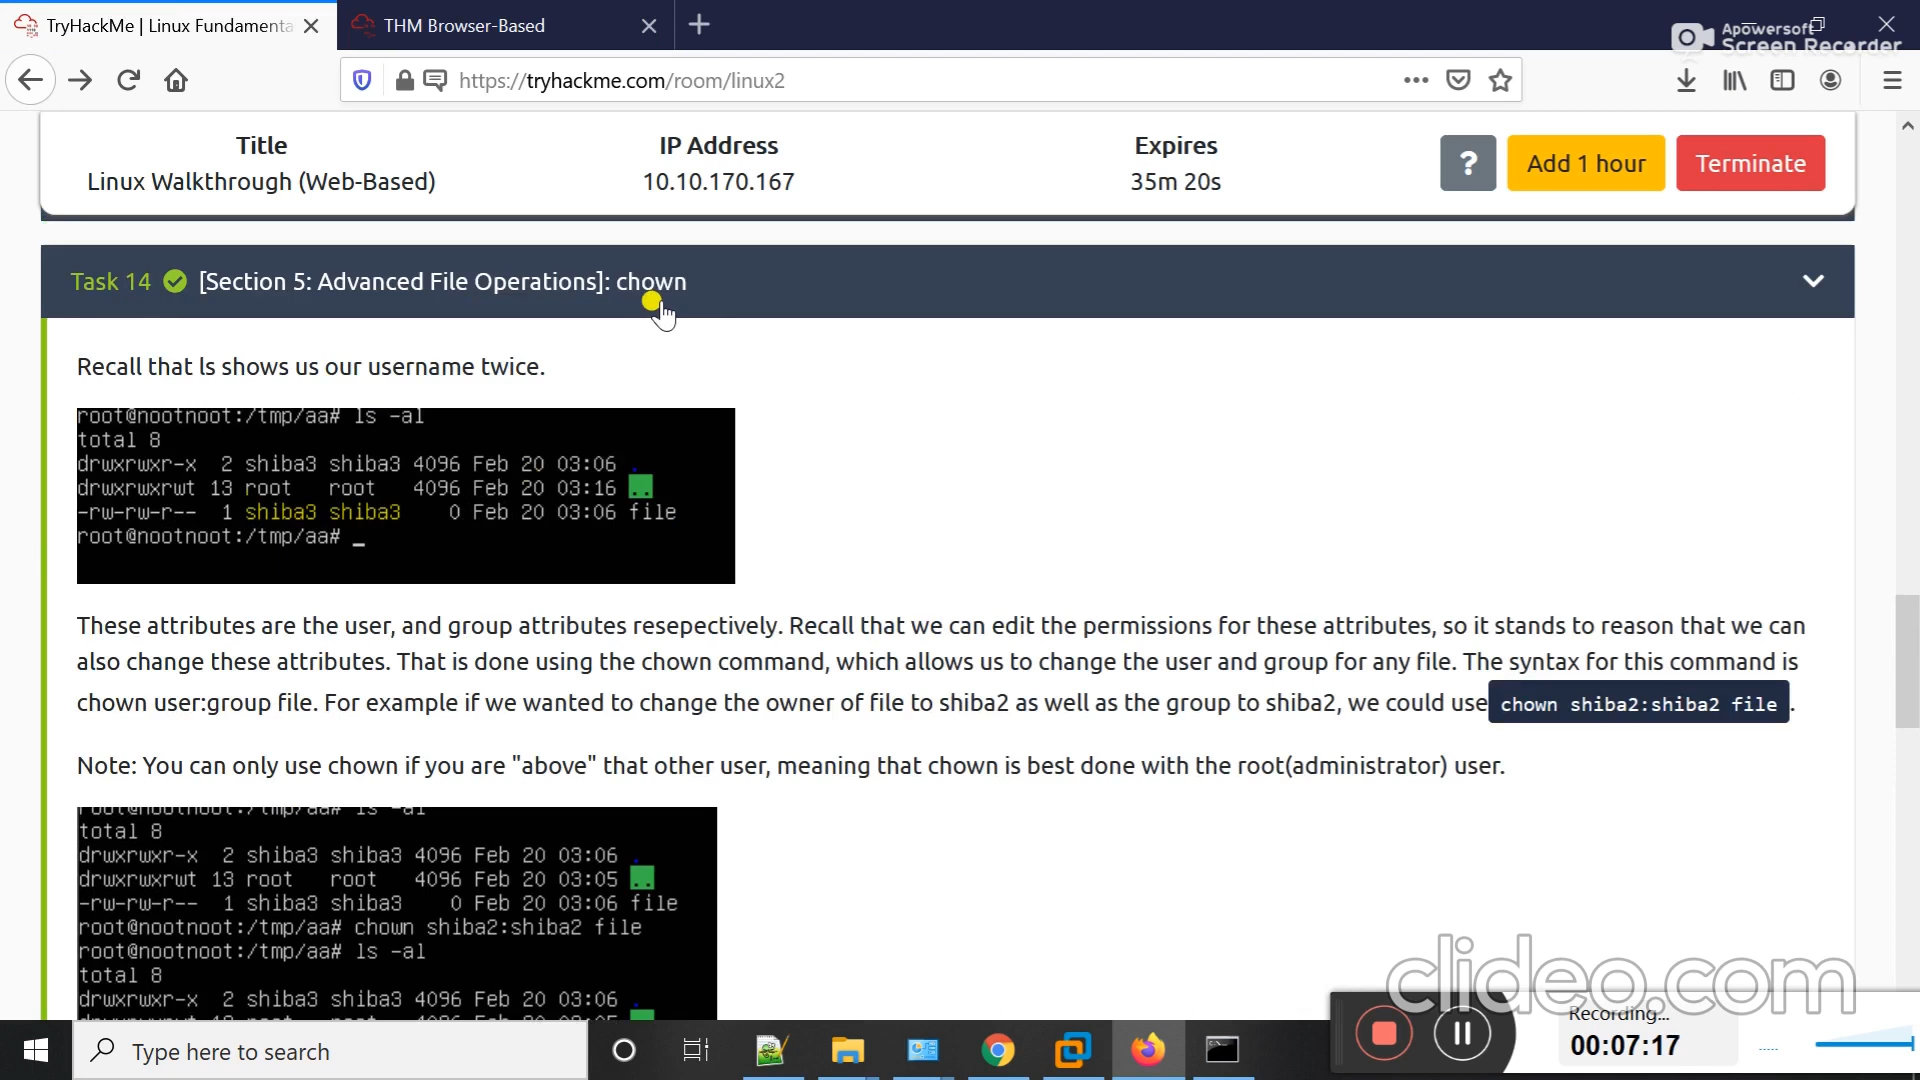 TryHackMe | Linux Fundamenta
THM Browser-Based
Apowersoft
Screen Recorder
https://tryhackme.com/room/linux2
Title
IP Address
Expires
Linux Walkthrough (Web-Based)
10.10.170.167
35m 20s
?
Add 1 hour
Terminate
Task 14 [Section 5: Advanced File Operations]: chown
Recall that ls shows us our username twice.
root@nootnoot:/tmp/aa# ls -al
total 8
drwxrwxr-x 2 shiba3 shiba3 4096 Feb 20 03:06 .
drwxrwxrwt 13 root root 4096 Feb 20 03:16 ..
-rw-rw-r-- 1 shiba3 shiba3 0 Feb 20 03:06 file
root@nootnoot:/tmp/aa# _
These attributes are the user, and group attributes resepectively. Recall that we can edit the permissions for these attributes, so it stands to reason that we can
also change these attributes. That is done using the chown command, which allows us to change the user and group for any file. The syntax for this command is
chown user:group file. For example if we wanted to change the owner of file to shiba2 as well as the group to shiba2, we could use chown shiba2:shiba2 file .
Note: You can only use chown if you are "above" that other user, meaning that chown is best done with the root(administrator) user.
root@nootnoot:/tmp/aa# ls -al
total 8
drwxrwxr-x 2 shiba3 shiba3 4096 Feb 20 03:06 .
drwxrwxrwt 13 root root 4096 Feb 20 03:05 ..
-rw-rw-r-- 1 shiba3 shiba3 0 Feb 20 03:06 file
root@nootnoot:/tmp/aa# chown shiba2:shiba2 file
root@nootnoot:/tmp/aa# ls -al
total 8
drwxrwxr-x 2 shiba3 shiba3 4096 Feb 20 03:06 .
clideo.com
Recording...
00:07:17
Type here to search